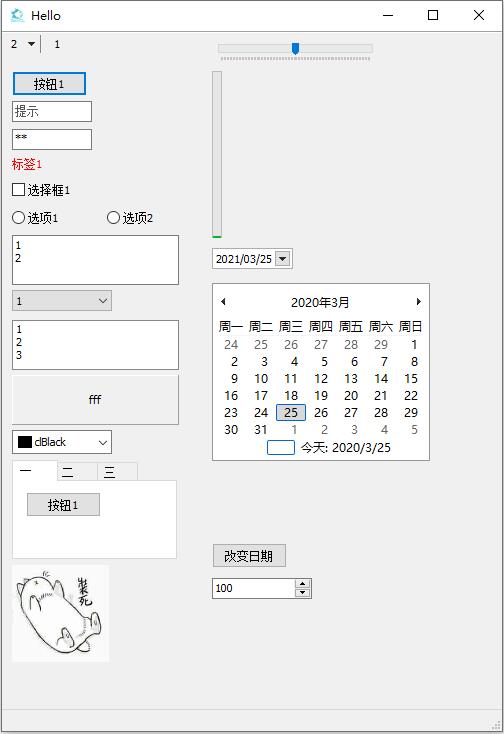 Hello
2
1
按钮1
提示
**
标签1
选择框1
选项1 选项2
1
2
1
1
2
3
fff
clBlack
一 二 三
按钮1
装死
2021/03/25
2020年3月
周一 周二 周三 周四 周五 周六 周日
24 25 26 27 28 29 1
2 3 4 5 6 7 8
9 10 11 12 13 14 15
16 17 18 19 20 21 22
23 24 25 26 27 28 29
30 31 1 2 3 4 5
今天: 2020/3/25
改变日期
100